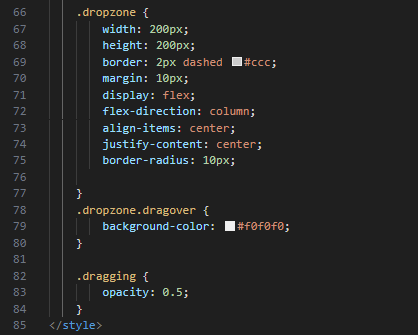 66 .dropzone {
67 width: 200px;
68 height: 200px;
69 border: 2px dashed #ccc;
70 margin: 10px;
71 display: flex;
72 flex-direction: column;
73 align-items: center;
74 justify-content: center;
75 border-radius: 10px;
76
77 }
78 .dropzone.dragover {
79 background-color: #f0f0f0;
80 }
81
82 .dragging {
83 opacity: 0.5;
84 }
85 </style>